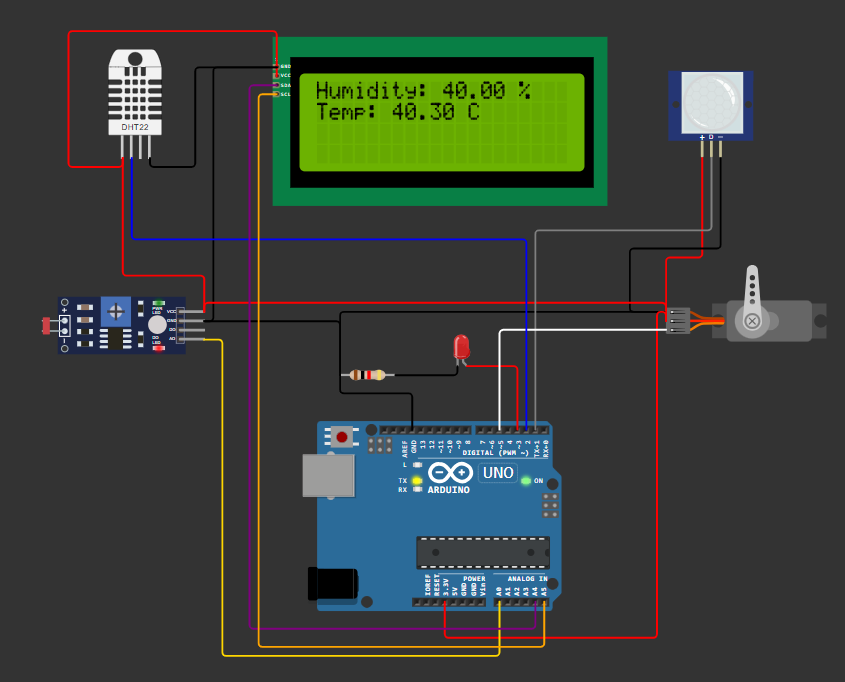 GND
VCC
SDA
SCL
Humidity: 40.00 %
Temp: 40.30 C
DHT22
+ D −
+
−
PWR
LED
DO
LED
VCC
GND
DO
AO
AREF
GND
13
12
~11
~10
~9
8
7
~6
~5
4
~3
2
TX→1
RX←0
DIGITAL (PWM ~)
L
TX
RX
UNO
ARDUINO
ON
POWER
ANALOG IN
IOREF
RESET
3.3V
5V
GND
GND
Vin
A0
A1
A2
A3
A4
A5